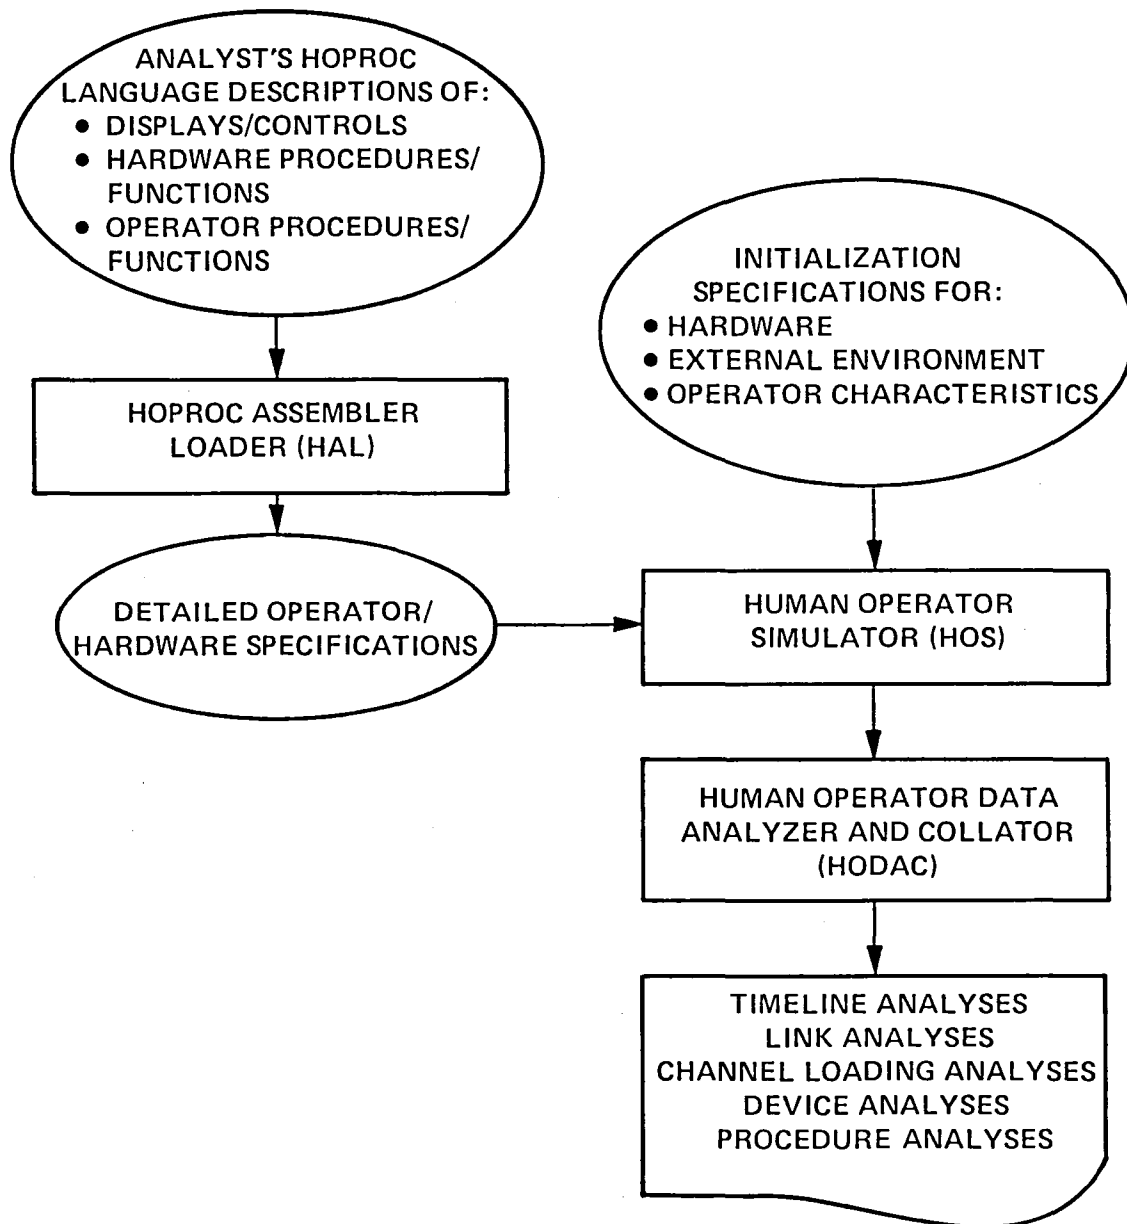 ANALYST'S HOPROC
LANGUAGE DESCRIPTIONS OF:
• DISPLAYS/CONTROLS
• HARDWARE PROCEDURES/
FUNCTIONS
• OPERATOR PROCEDURES/
FUNCTIONS
INITIALIZATION
SPECIFICATIONS FOR:
• HARDWARE
• EXTERNAL ENVIRONMENT
• OPERATOR CHARACTERISTICS
HOPROC ASSEMBLER
LOADER (HAL)
DETAILED OPERATOR/
HARDWARE SPECIFICATIONS
HUMAN OPERATOR
SIMULATOR (HOS)
HUMAN OPERATOR DATA
ANALYZER AND COLLATOR
(HODAC)
TIMELINE ANALYSES
LINK ANALYSES
CHANNEL LOADING ANALYSES
DEVICE ANALYSES
PROCEDURE ANALYSES